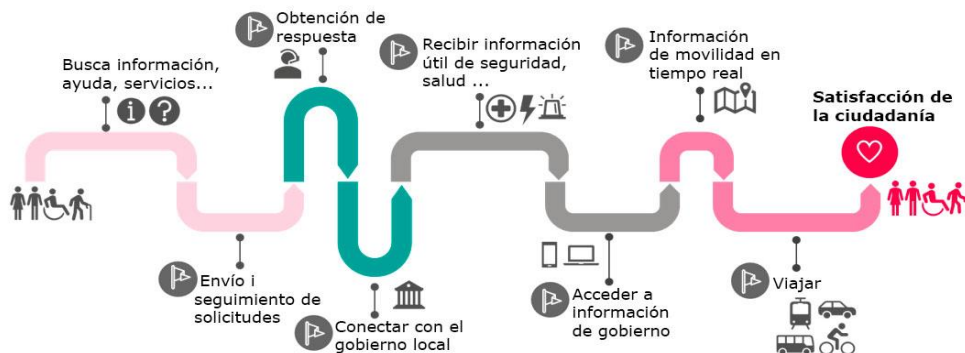 Busca información,
ayuda, servicios...
Envío i
seguimiento de
solicitudes
Obtención de
respuesta
Conectar con el
gobierno local
Recibir información
útil de seguridad,
salud ...
Acceder a
información
de gobierno
Información
de movilidad en
tiempo real
Viajar
Satisfacción de
la ciudadanía